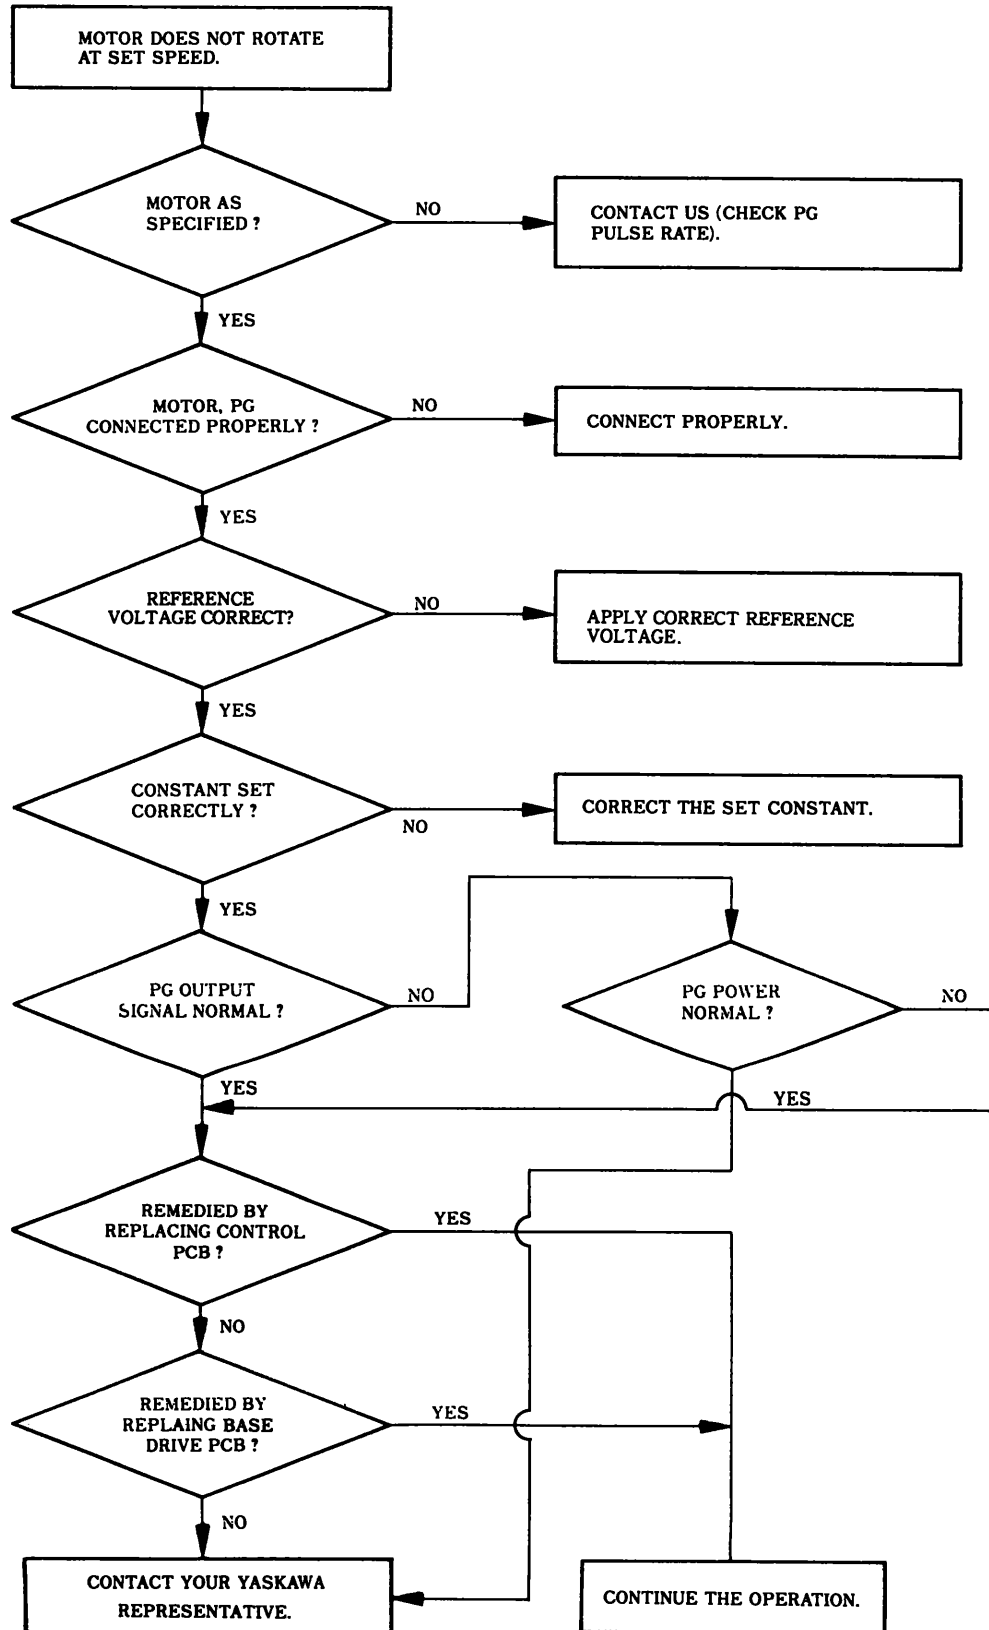 MOTOR DOES NOT ROTATE
AT SET SPEED.
MOTOR AS
SPECIFIED ?
NO
CONTACT US (CHECK PG
PULSE RATE).
YES
MOTOR, PG
CONNECTED PROPERLY ?
NO
CONNECT PROPERLY.
YES
REFERENCE
VOLTAGE CORRECT?
NO
APPLY CORRECT REFERENCE
VOLTAGE.
YES
CONSTANT SET
CORRECTLY ?
NO
CORRECT THE SET CONSTANT.
YES
PG OUTPUT
SIGNAL NORMAL ?
NO
PG POWER
NORMAL ?
NO
YES
YES
REMEDIED BY
REPLACING CONTROL
PCB ?
YES
NO
REMEDIED BY
REPLAING BASE
DRIVE PCB ?
YES
NO
CONTACT YOUR YASKAWA
REPRESENTATIVE.
CONTINUE THE OPERATION.